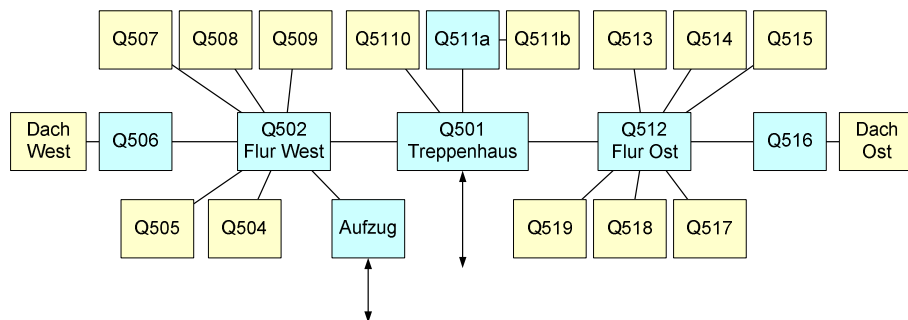 Q507
Q508
Q509
Q5110
Q511a
Q511b
Q513
Q514
Q515
Dach
West
Q506
Q502
Flur West
Q501
Treppenhaus
Q512
Flur Ost
Q516
Dach
Ost
Q505
Q504
Aufzug
Q519
Q518
Q517